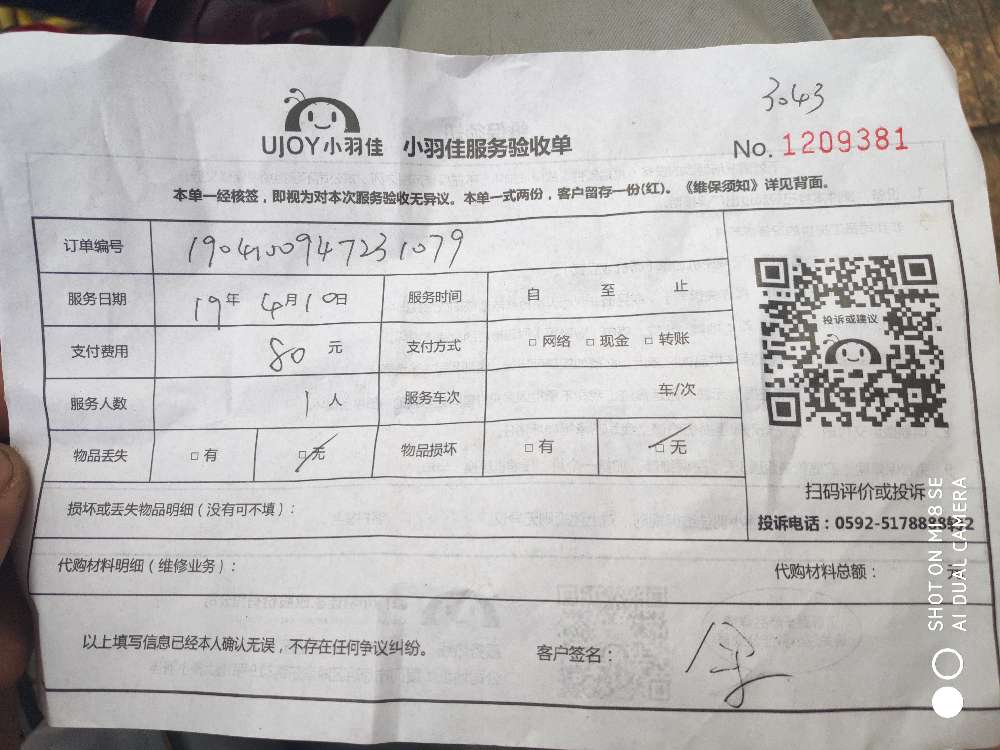 3043
UJOY小羽佳 小羽佳服务验收单
No. 1209381
本单一经核签，即视为对本次服务验收无异议。本单一式两份，客户留存一份(红)。《维保须知》详见背面。
订单编号 1904100947231079
服务日期 19年 4月10日 服务时间 自 至 止
支付费用 80 元 支付方式 □ 网络 □ 现金 □ 转账
服务人数 1 人 服务车次 车/次
物品丢失 □ 有 □ 无 物品损坏 □ 有 □ 无
投诉或建议
扫码评价或投诉
损坏或丢失物品明细（没有可不填）：
投诉电话：0592-5178888转2
代购材料明细（维修业务）：
代购材料总额： 元
以上填写信息已经本人确认无误，不存在任何争议纠纷。
客户签名：
SHOT ON MI 8 SE
AI DUAL CAMERA